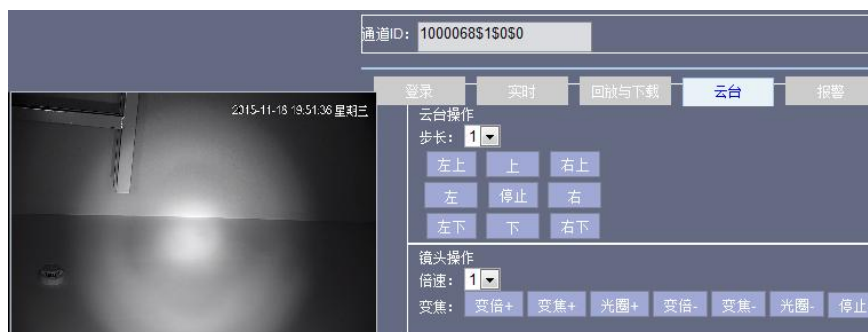 通道ID： 1000068$1$0$0
登录 实时 回放与下载 云台 报警
2015-11-18 19:51:36 星期三
云台操作
步长： 1
左上 上 右上
左 停止 右
左下 下 右下
镜头操作
倍速： 1
变焦： 变倍+ 变焦+ 光圈+ 变倍- 变焦- 光圈- 停止